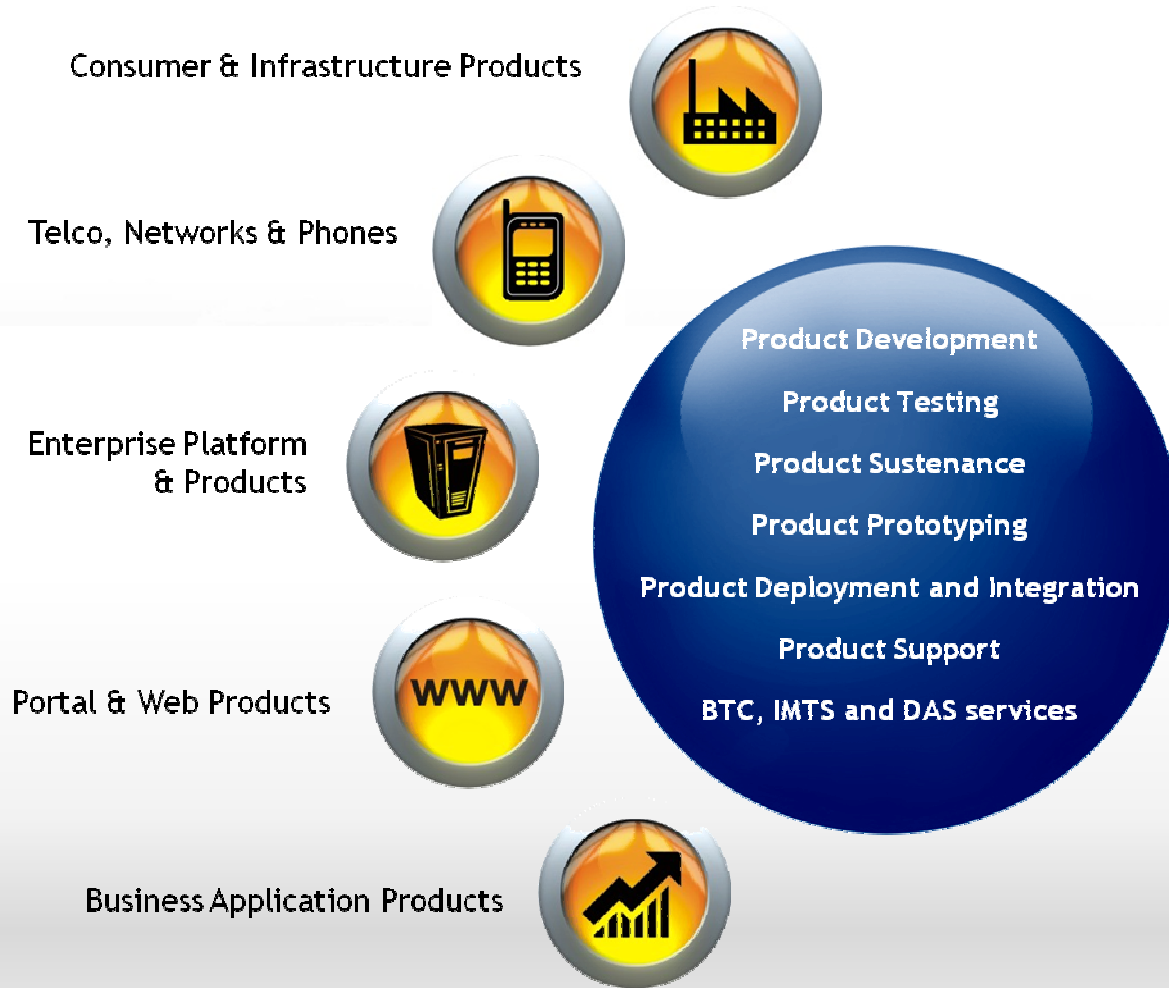 Consumer & Infrastructure Products
Telco, Networks & Phones
Enterprise Platform
& Products
WWW
Portal & Web Products
Business Application Products
Product Development
Product Testing
Product Sustenance
Product Prototyping
Product Deployment and Integration
Product Support
BTC, IMTS and DAS services